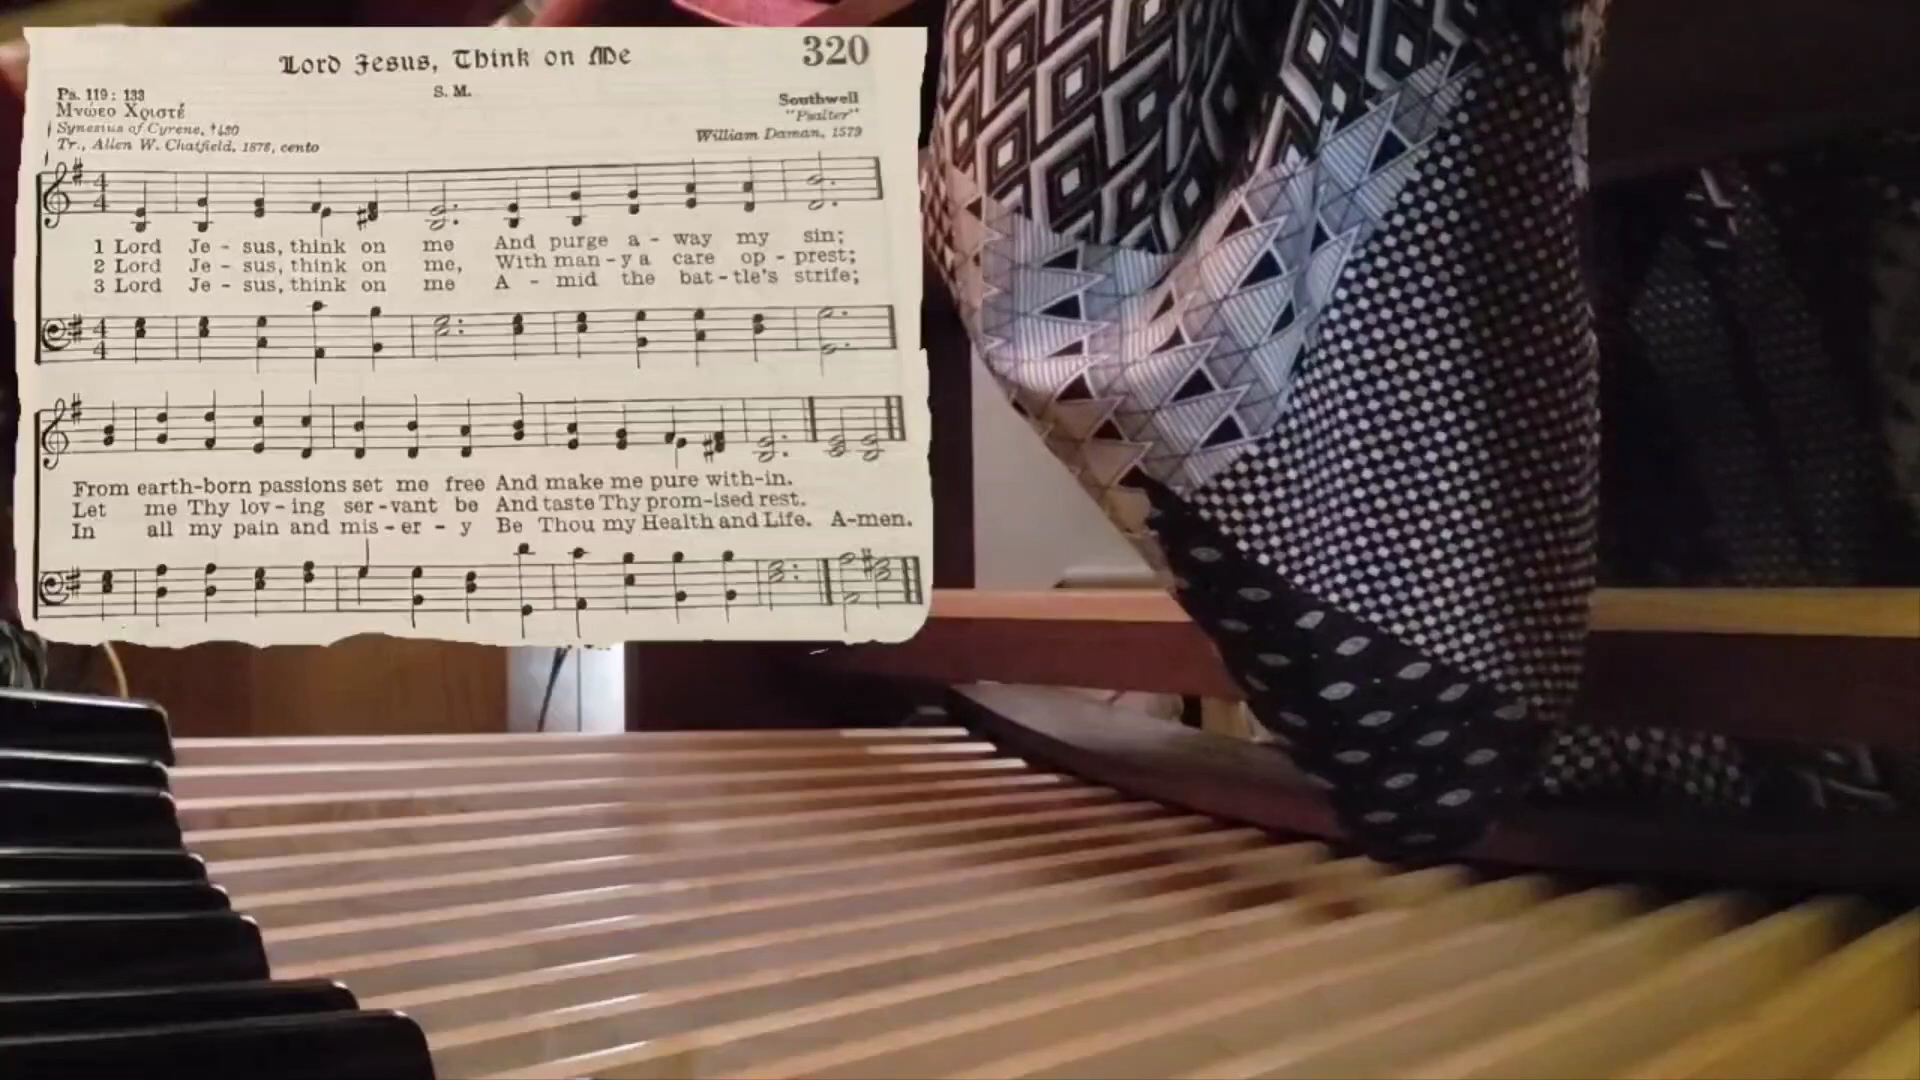 Lord Jesus, Think on Me
320
Ps. 119: 133
S. M.
Southwell
Μνώεο Χριστέ
"Psalter"
Synesius of Cyrene, †430
William Daman, 1579
Tr., Allen W. Chatfield, 1876, cento
1 Lord Je - sus, think on me And purge a - way my sin;
2 Lord Je - sus, think on me, With man - y a care op - prest;
3 Lord Je - sus, think on me A - mid the bat - tle's strife;
From earth-born passions set me free And make me pure with-in.
Let me Thy lov - ing ser - vant be And taste Thy prom-ised rest.
In all my pain and mis - er - y Be Thou my Health and Life. A-men.